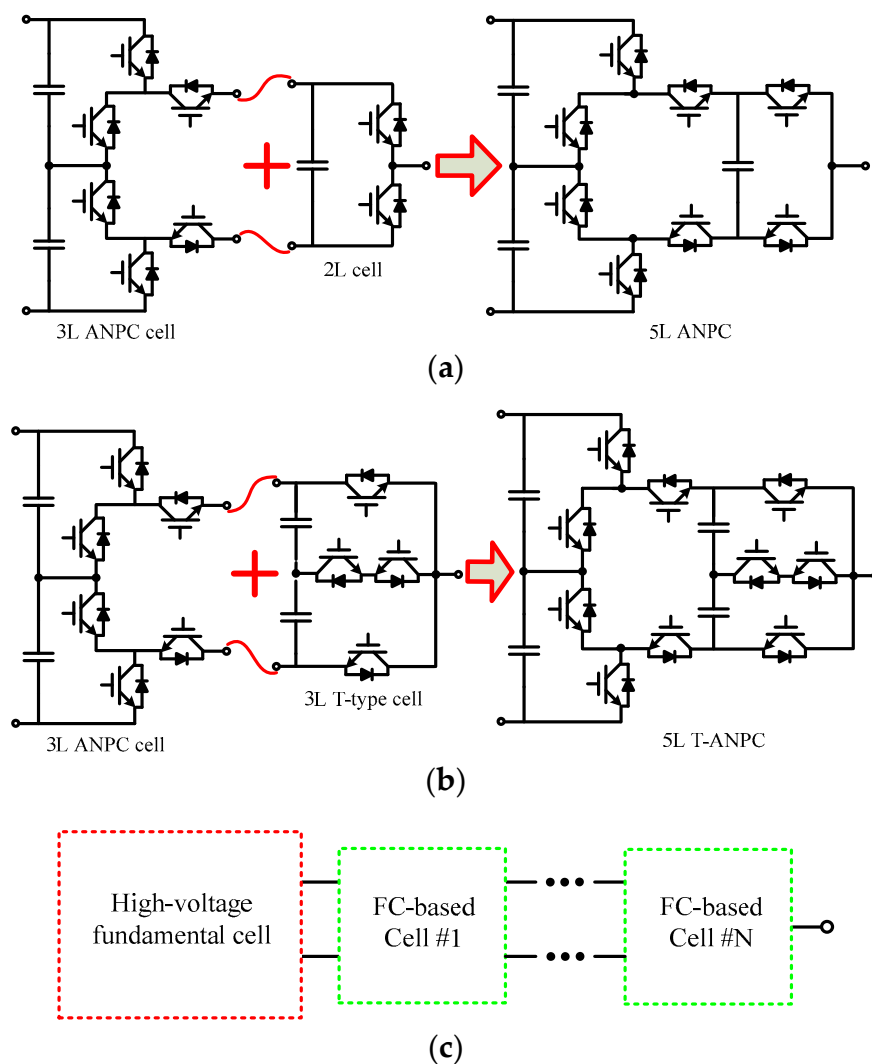 2L cell
3L ANPC cell
5L ANPC
(a)
3L T-type cell
3L ANPC cell
5L T-ANPC
(b)
High-voltage
fundamental cell
FC-based
Cell #1
FC-based
Cell #N
(c)